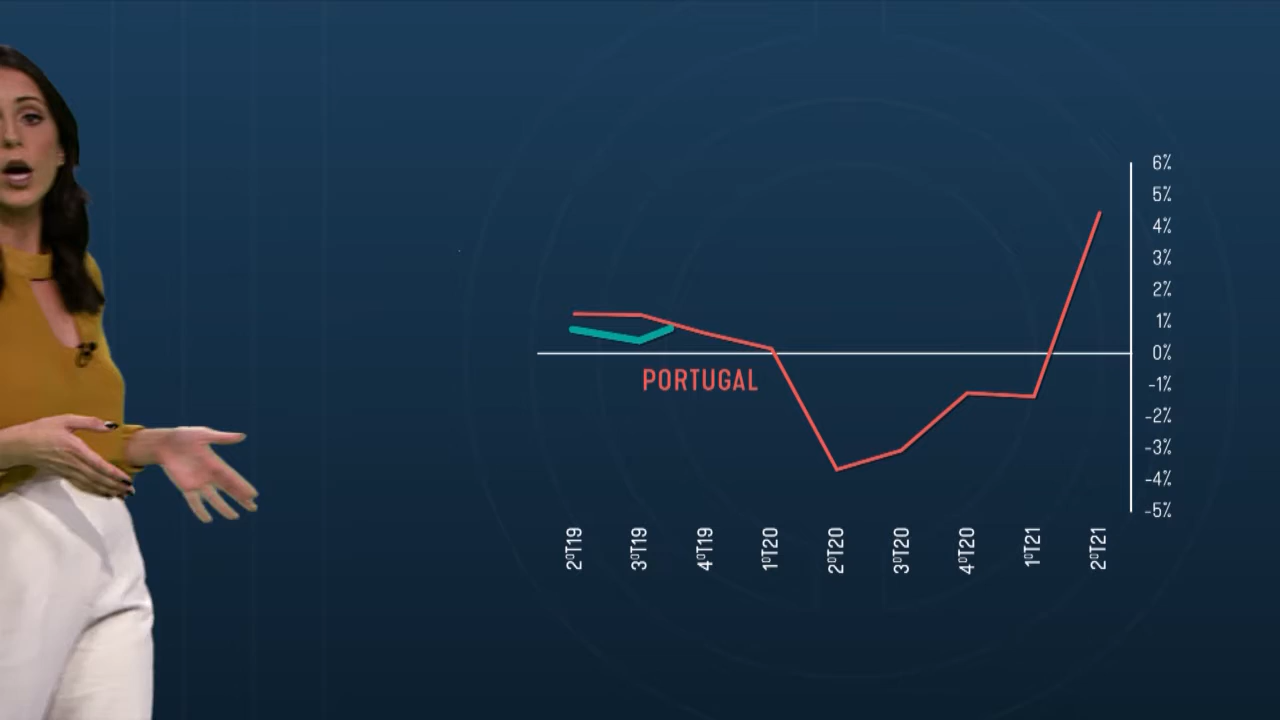 6%
5%
4%
3%
2%
1%
0%
-1%
-2%
-3%
-4%
-5%
PORTUGAL
2ºT19
3ºT19
4ºT19
1ºT20
2ºT20
3ºT20
4ºT20
1ºT21
2ºT21